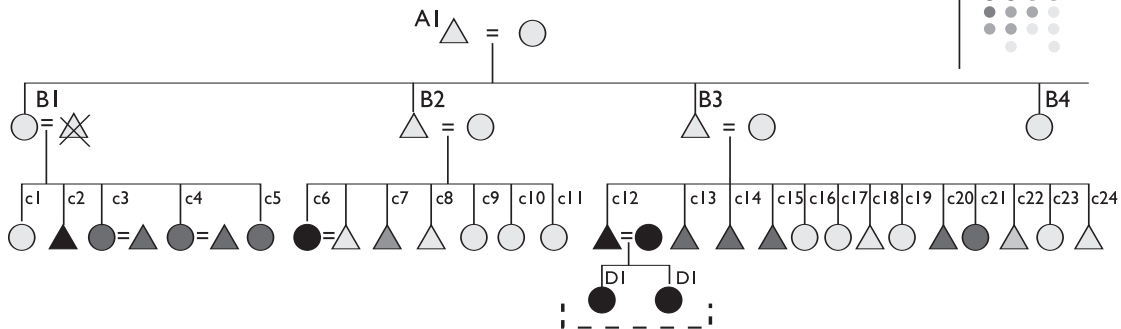 A1 =
B1 = B2 = B3 = B4
c1 c2 c3 c4 c5 c6 c7 c8 c9 c10 c11 c12 c13 c14 c15 c16 c17 c18 c19 c20 c21 c22 c23 c24
= = = =
D1 D1